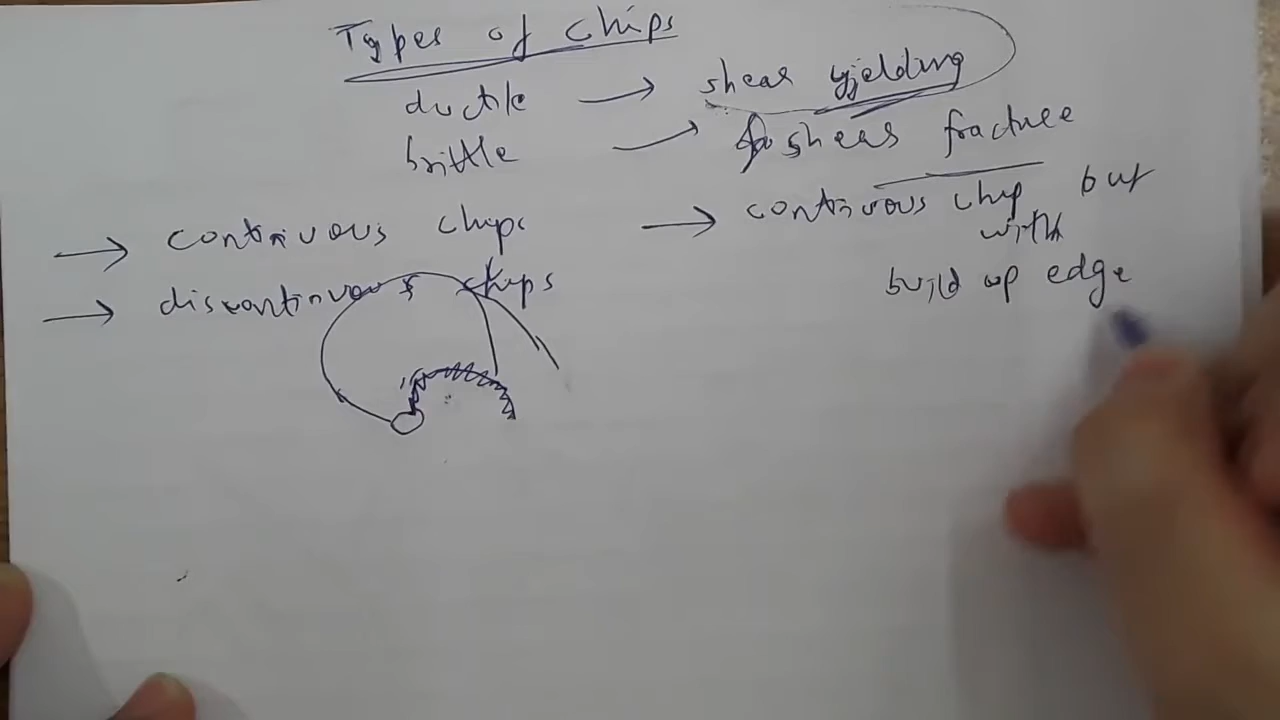 Types of chips
ductile → shear yielding
brittle → shear fracture
→ continuous chips
→ discontinuous chips
→ continuous chip but
with
build up edge